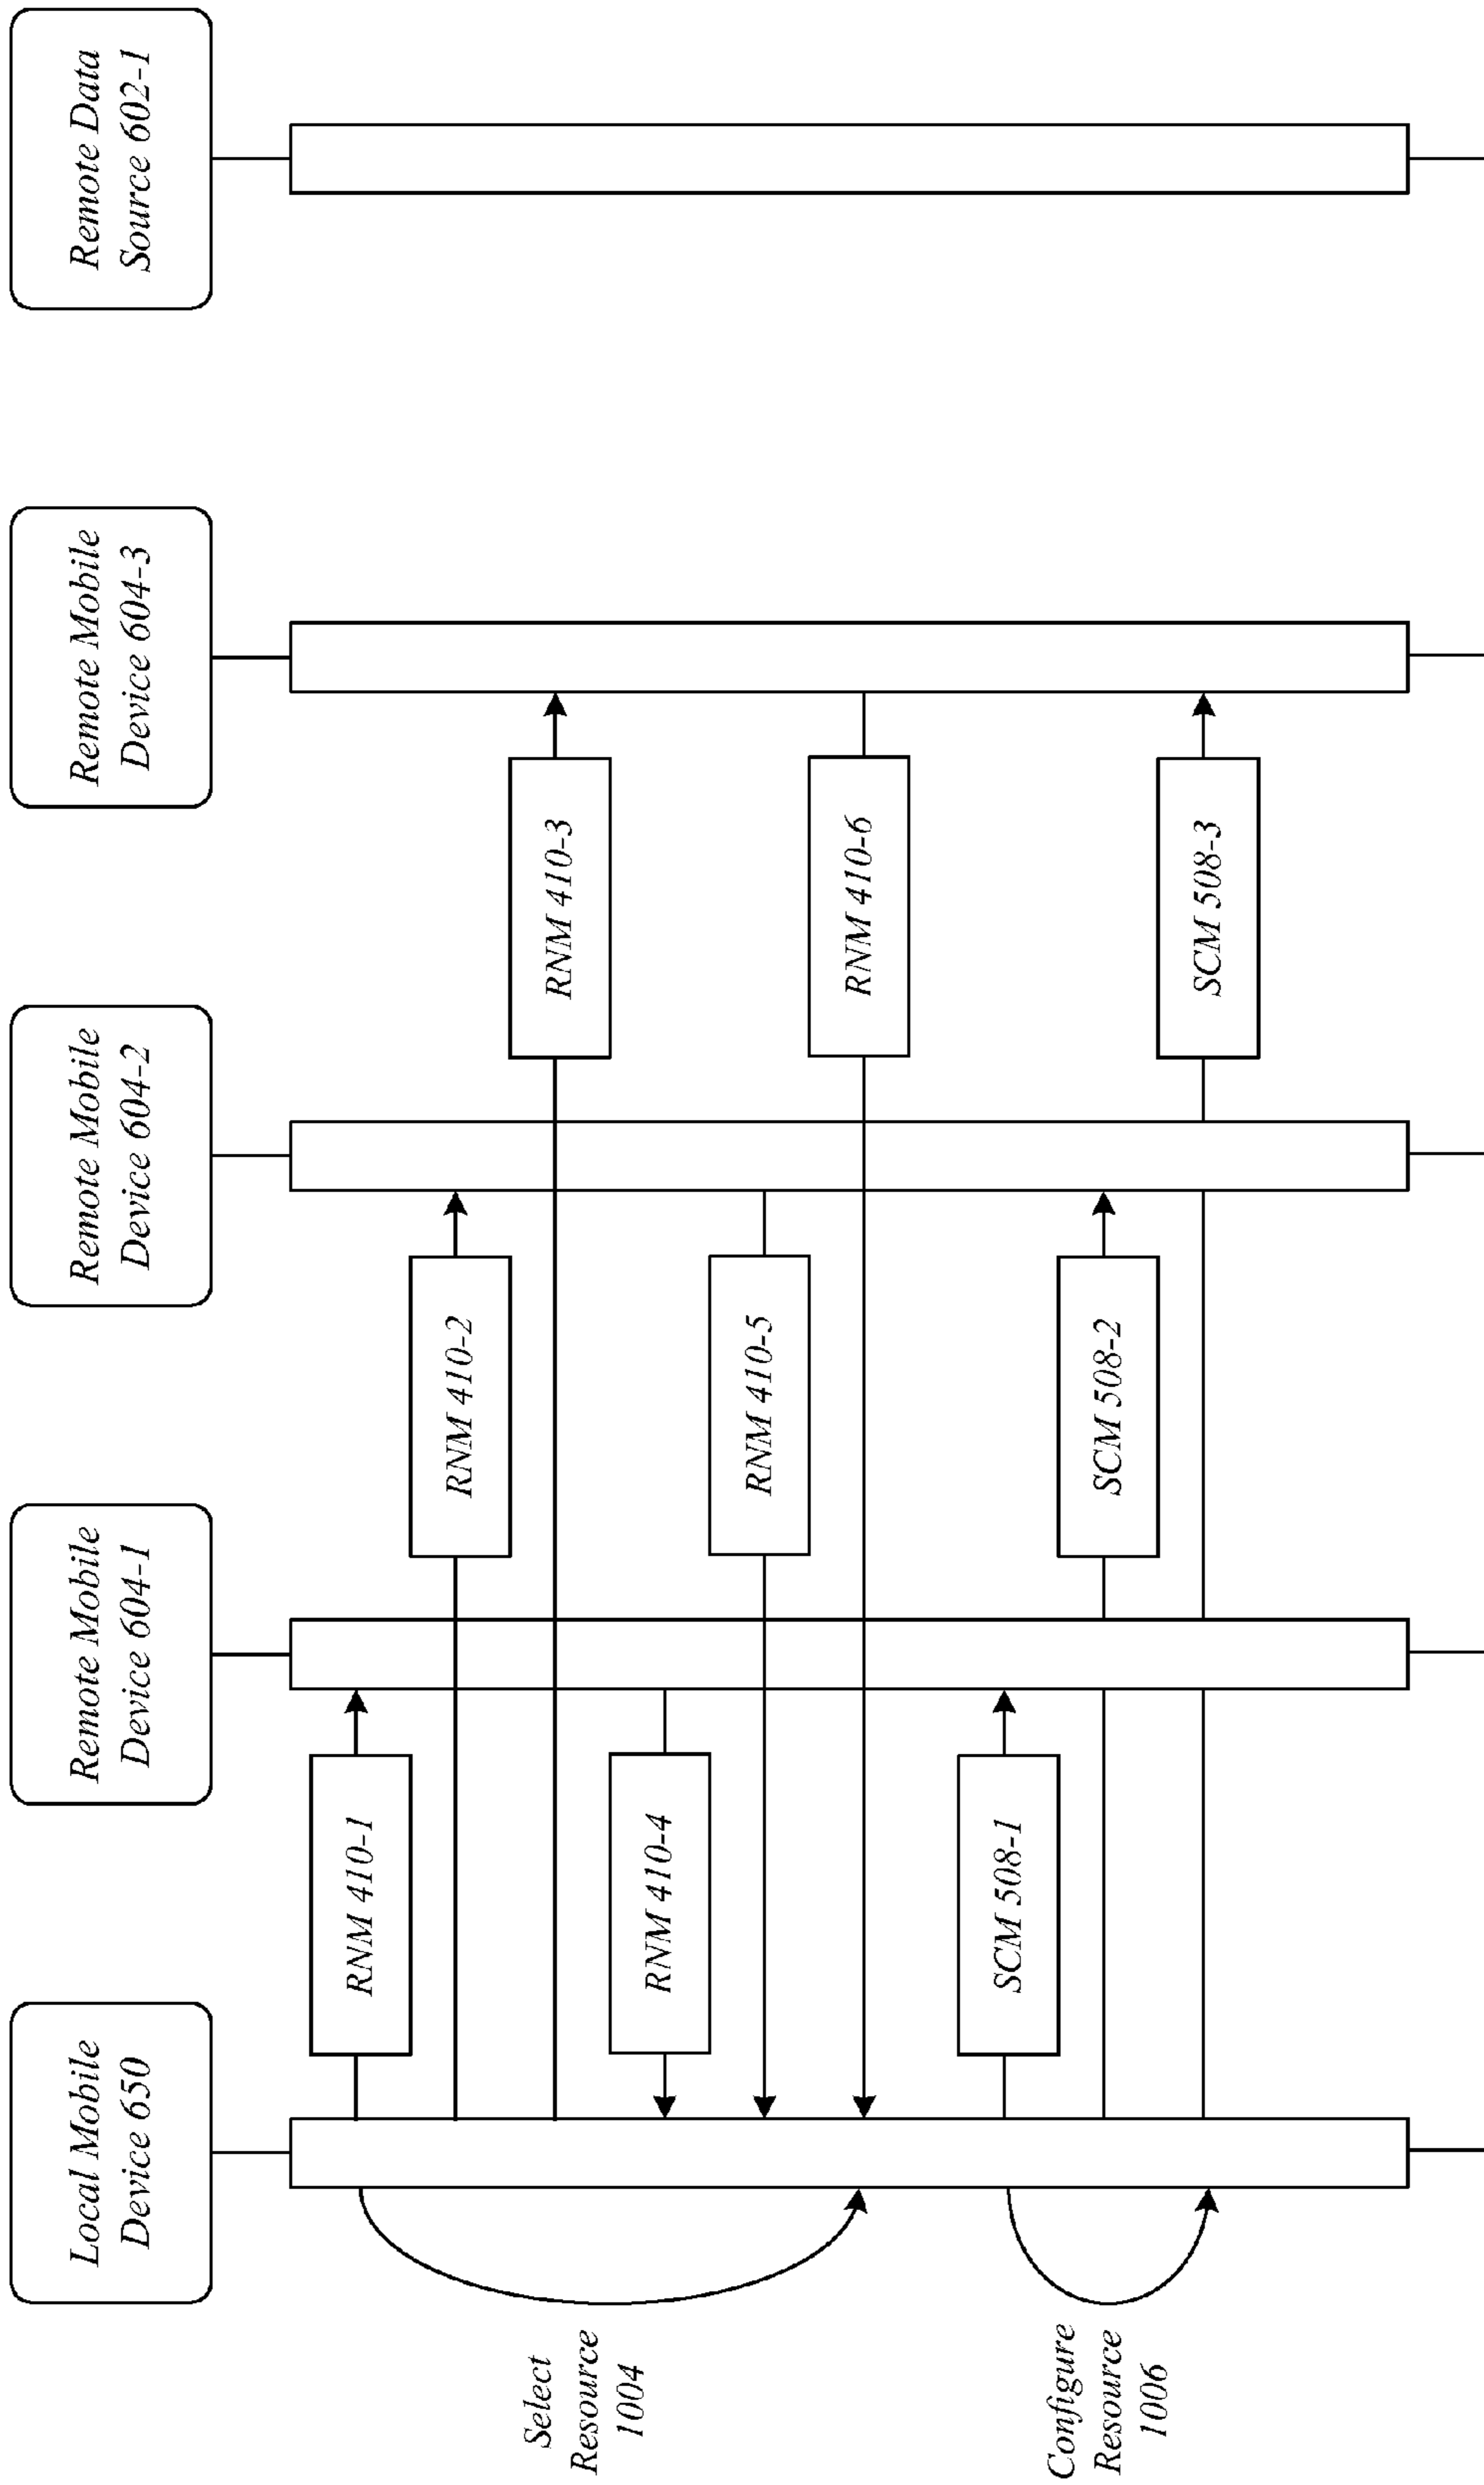 Local Mobile
Device 650
Remote Mobile
Device 604-1
Remote Mobile
Device 604-2
Remote Mobile
Device 604-3
Remote Data
Source 602-1
RNM 410-1
RNM 410-2
RNM 410-3
Select
Resource
1004
RNM 410-4
RNM 410-5
RNM 410-6
SCM 508-1
Configure
Resource
1006
SCM 508-2
SCM 508-3